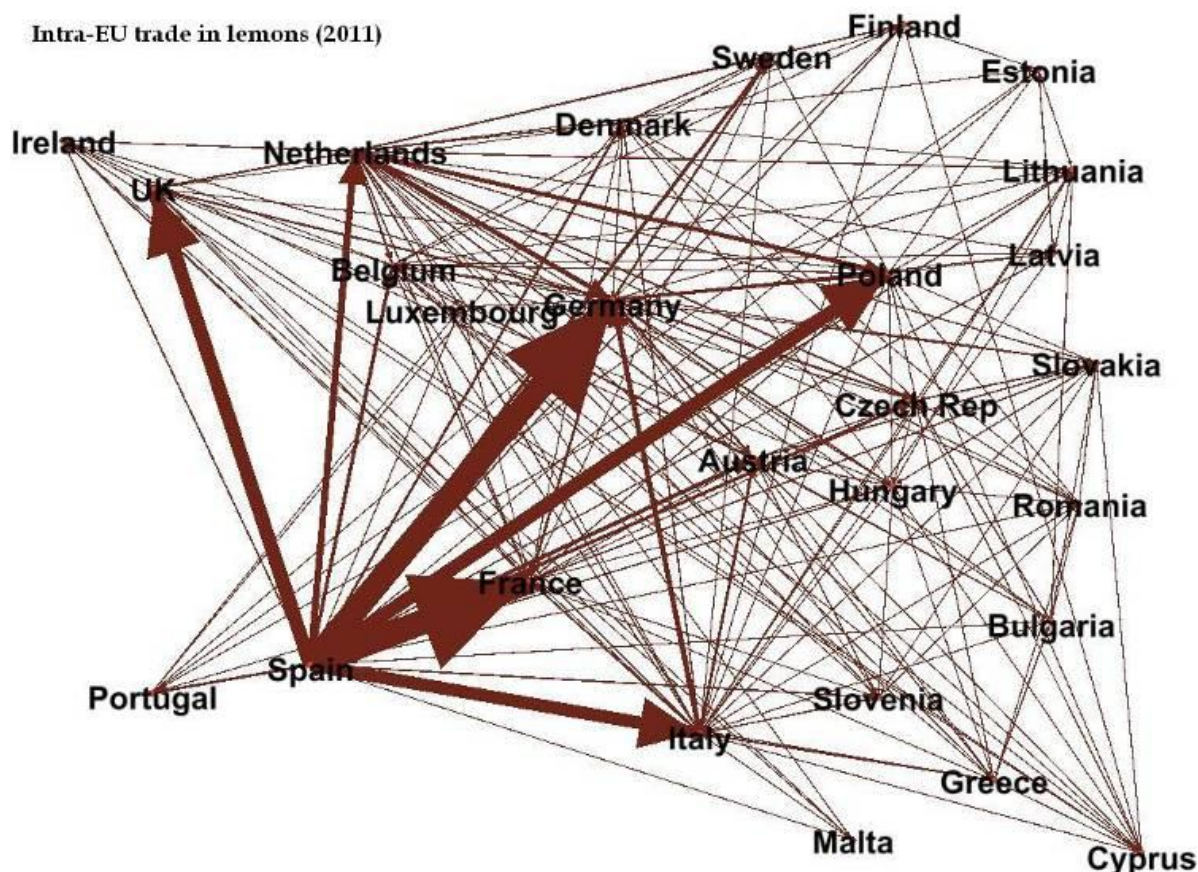 Intra-EU trade in lemons (2011)
Finland
Sweden
Estonia
Denmark
Ireland
Netherlands
Lithuania
UK
Latvia
Belgium
Poland
Luxembourg
Germany
Slovakia
Czech Rep
Austria
Hungary
Romania
France
Bulgaria
Spain
Portugal
Slovenia
Italy
Greece
Malta
Cyprus